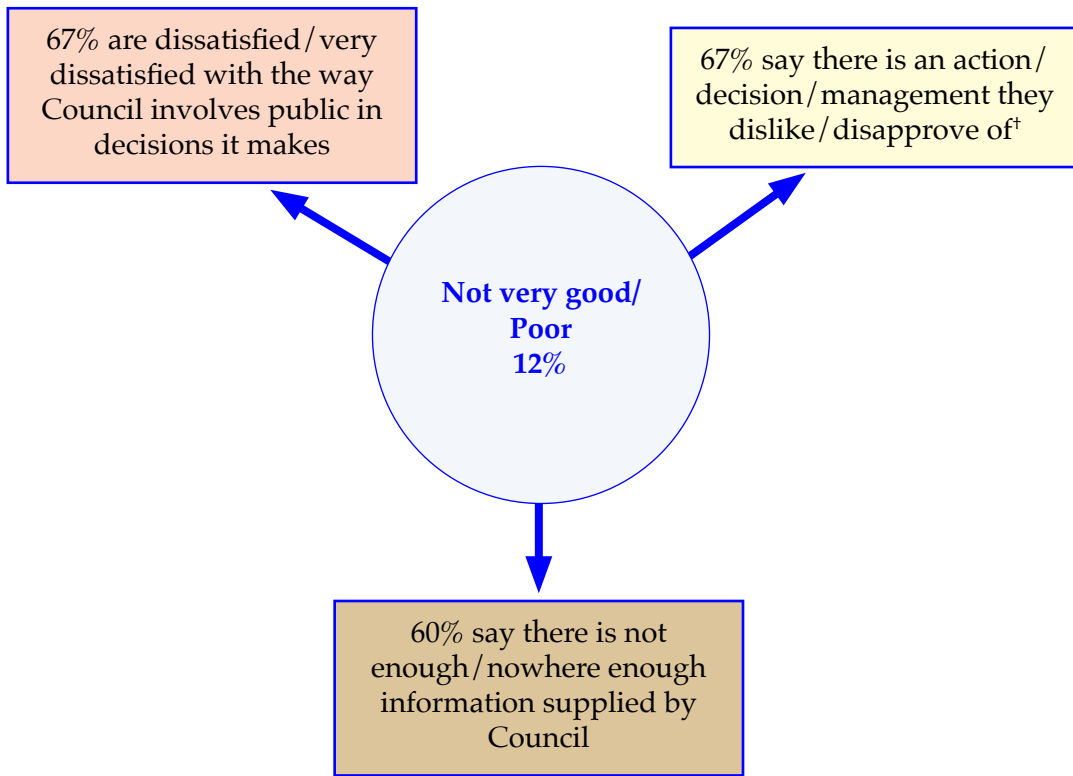 67% are dissatisfied/very
dissatisfied with the way
Council involves public in
decisions it makes
67% say there is an action/
decision/management they
dislike/disapprove of†
Not very good/
Poor
12%
60% say there is not
enough/nowhere enough
information supplied by
Council